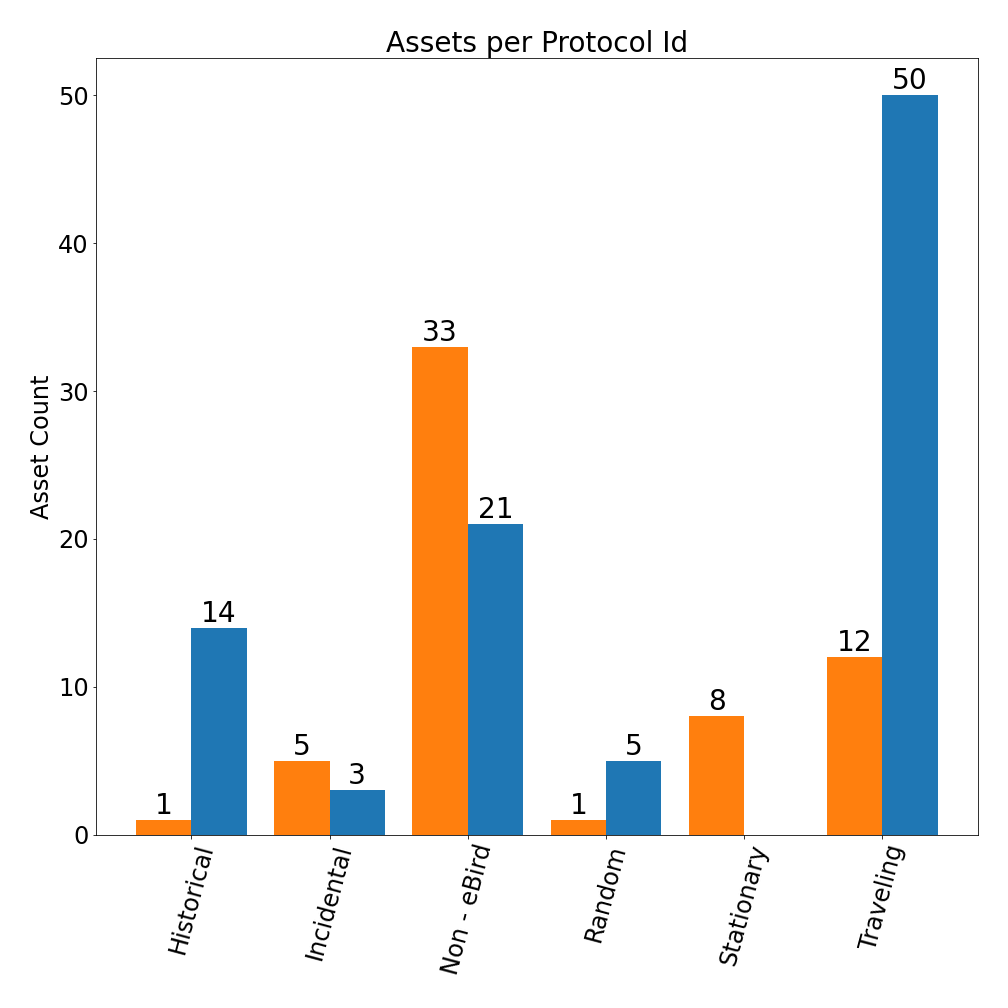 Assets per Protocol Id
Asset Count
50
40
30
20
10
0
1
14
5
3
33
21
1
5
8
12
50
Historical
Incidental
Non - eBird
Random
Stationary
Traveling